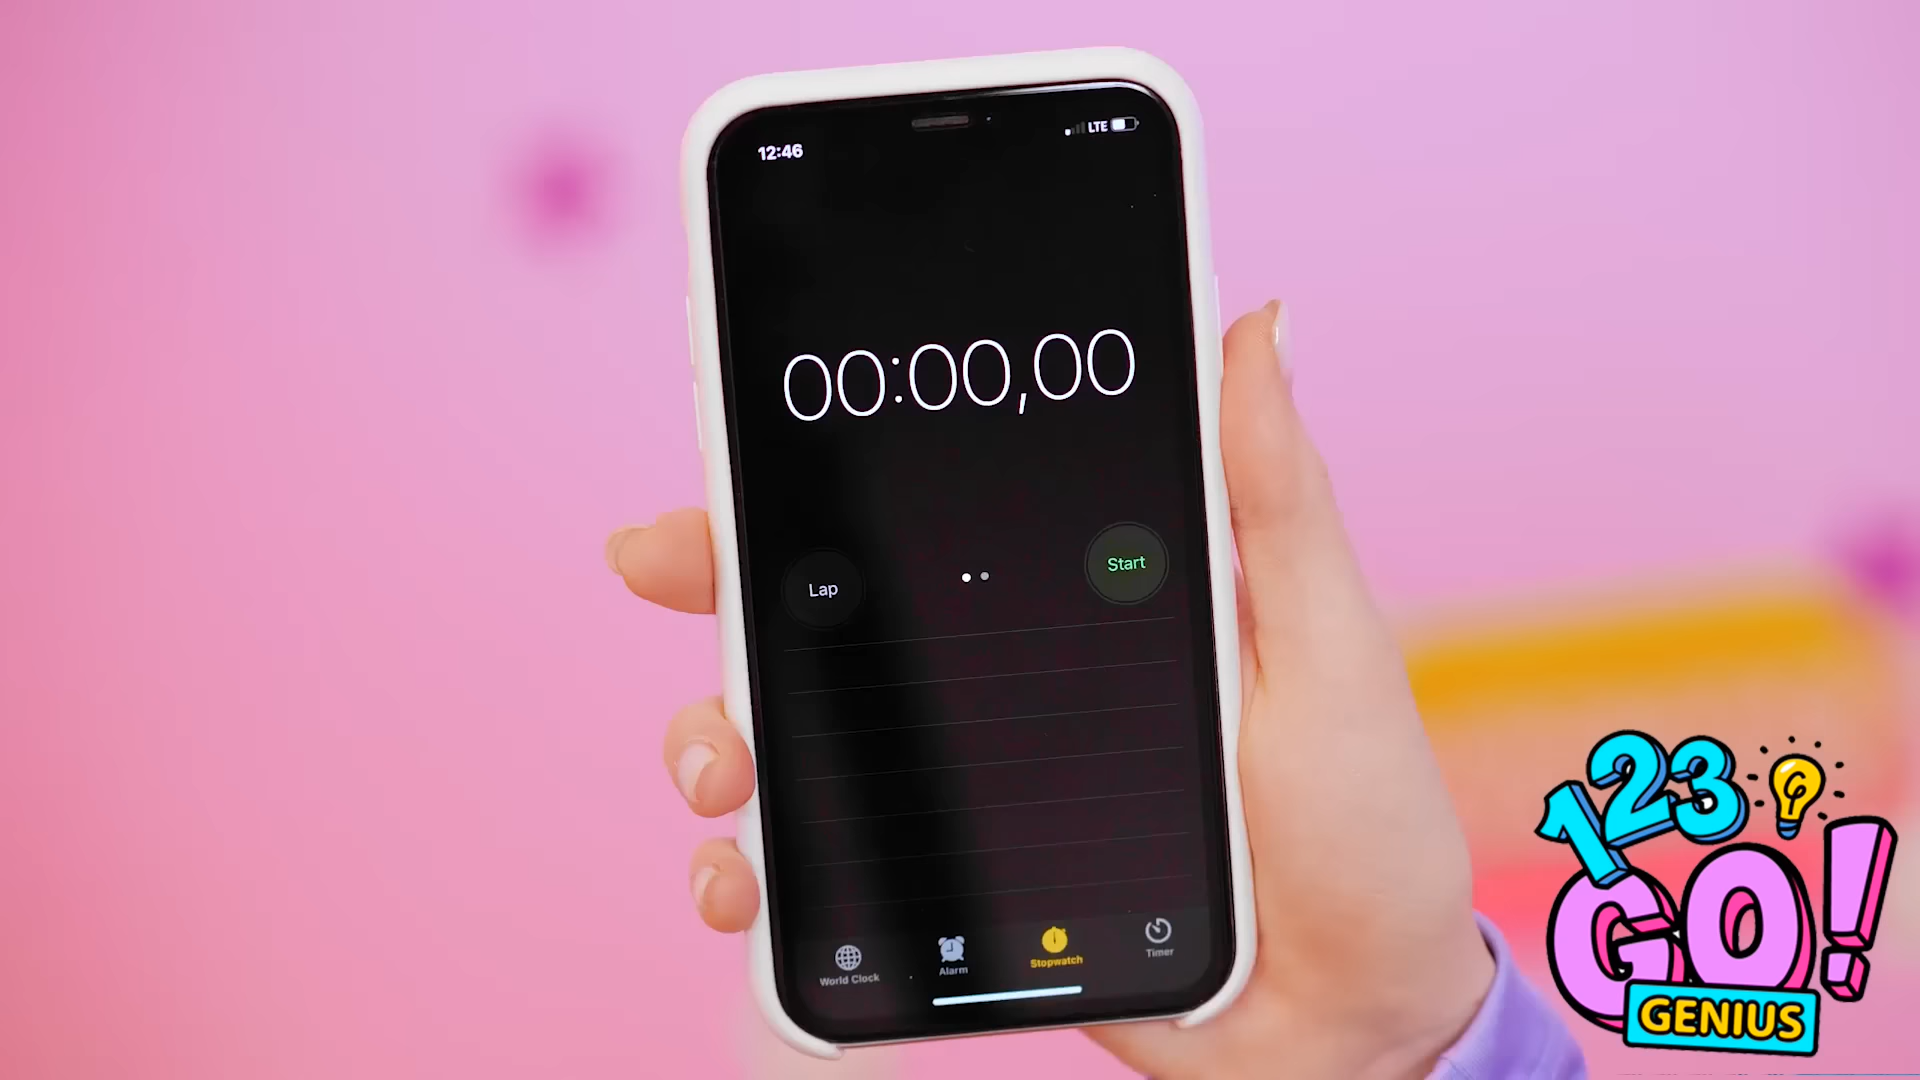 12:46
LTE
00:00,00
Lap
Start
World Clock
Alarm
Stopwatch
Timer
123
GO!
GENIUS